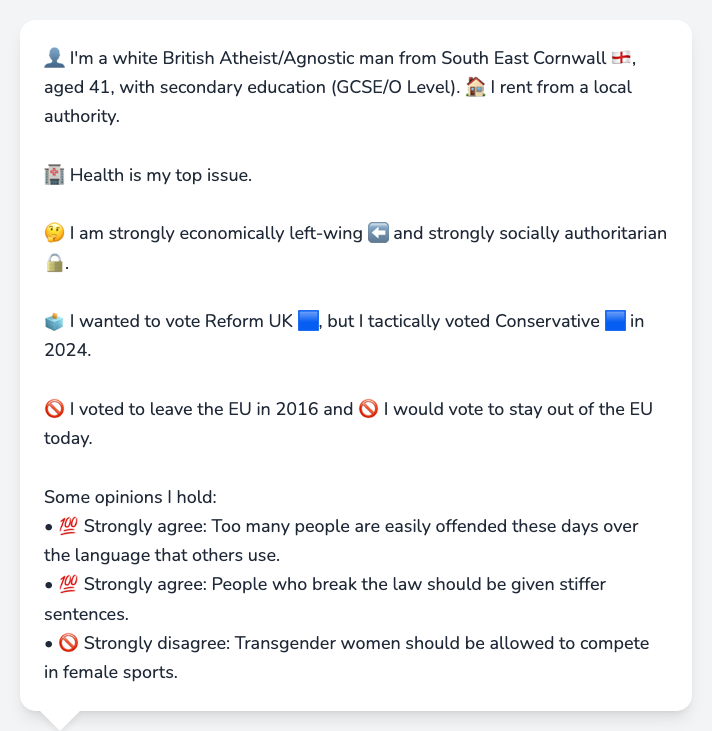 👤 I'm a white British Atheist/Agnostic man from South East Cornwall 🏴󠁧󠁢󠁥󠁮󠁧󠁿,
aged 41, with secondary education (GCSE/O Level). 🏠 I rent from a local
authority.
🏥 Health is my top issue.
🤔 I am strongly economically left-wing ⬅️ and strongly socially authoritarian
🔒.
🗳️ I wanted to vote Reform UK 🟦, but I tactically voted Conservative 🟦 in
2024.
🚫 I voted to leave the EU in 2016 and 🚫 I would vote to stay out of the EU
today.
Some opinions I hold:
• 💯 Strongly agree: Too many people are easily offended these days over
the language that others use.
• 💯 Strongly agree: People who break the law should be given stiffer
sentences.
• 🚫 Strongly disagree: Transgender women should be allowed to compete
in female sports.